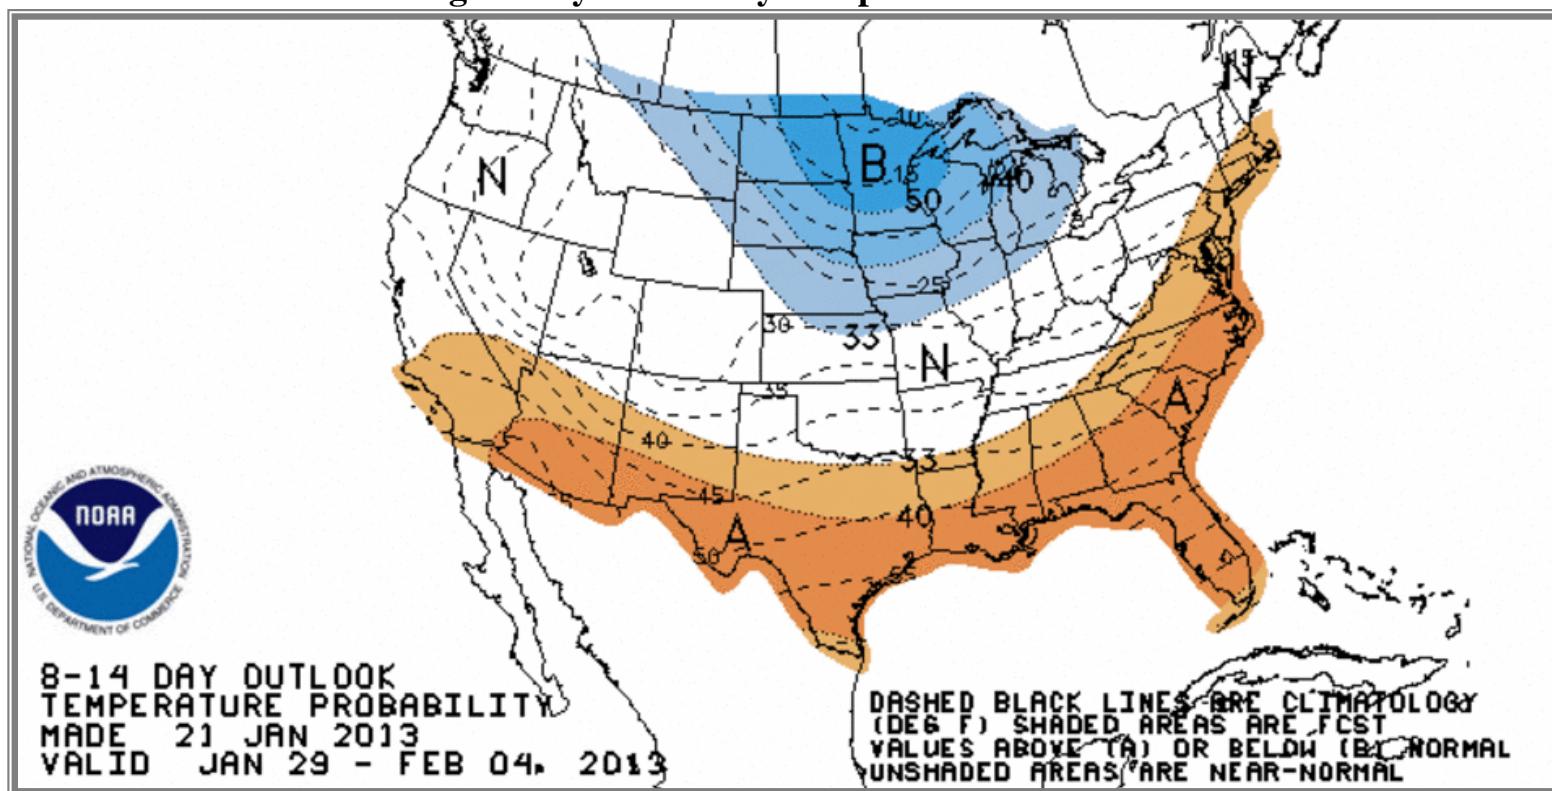 N
N
B
15
50
40
25
30
33
N
35
A
40
33
45
40
A
50
NATIONAL OCEANIC AND ATMOSPHERIC ADMINISTRATION
NOAA
U.S. DEPARTMENT OF COMMERCE
8-14 DAY OUTLOOK
TEMPERATURE PROBABILITY
MADE 21 JAN 2013
VALID JAN 29 - FEB 04, 2013
DASHED BLACK LINES ARE CLIMATOLOGY
(DEG F) SHADED AREAS ARE FCST
VALUES ABOVE (A) OR BELOW (B) NORMAL
UNSHADED AREAS ARE NEAR-NORMAL